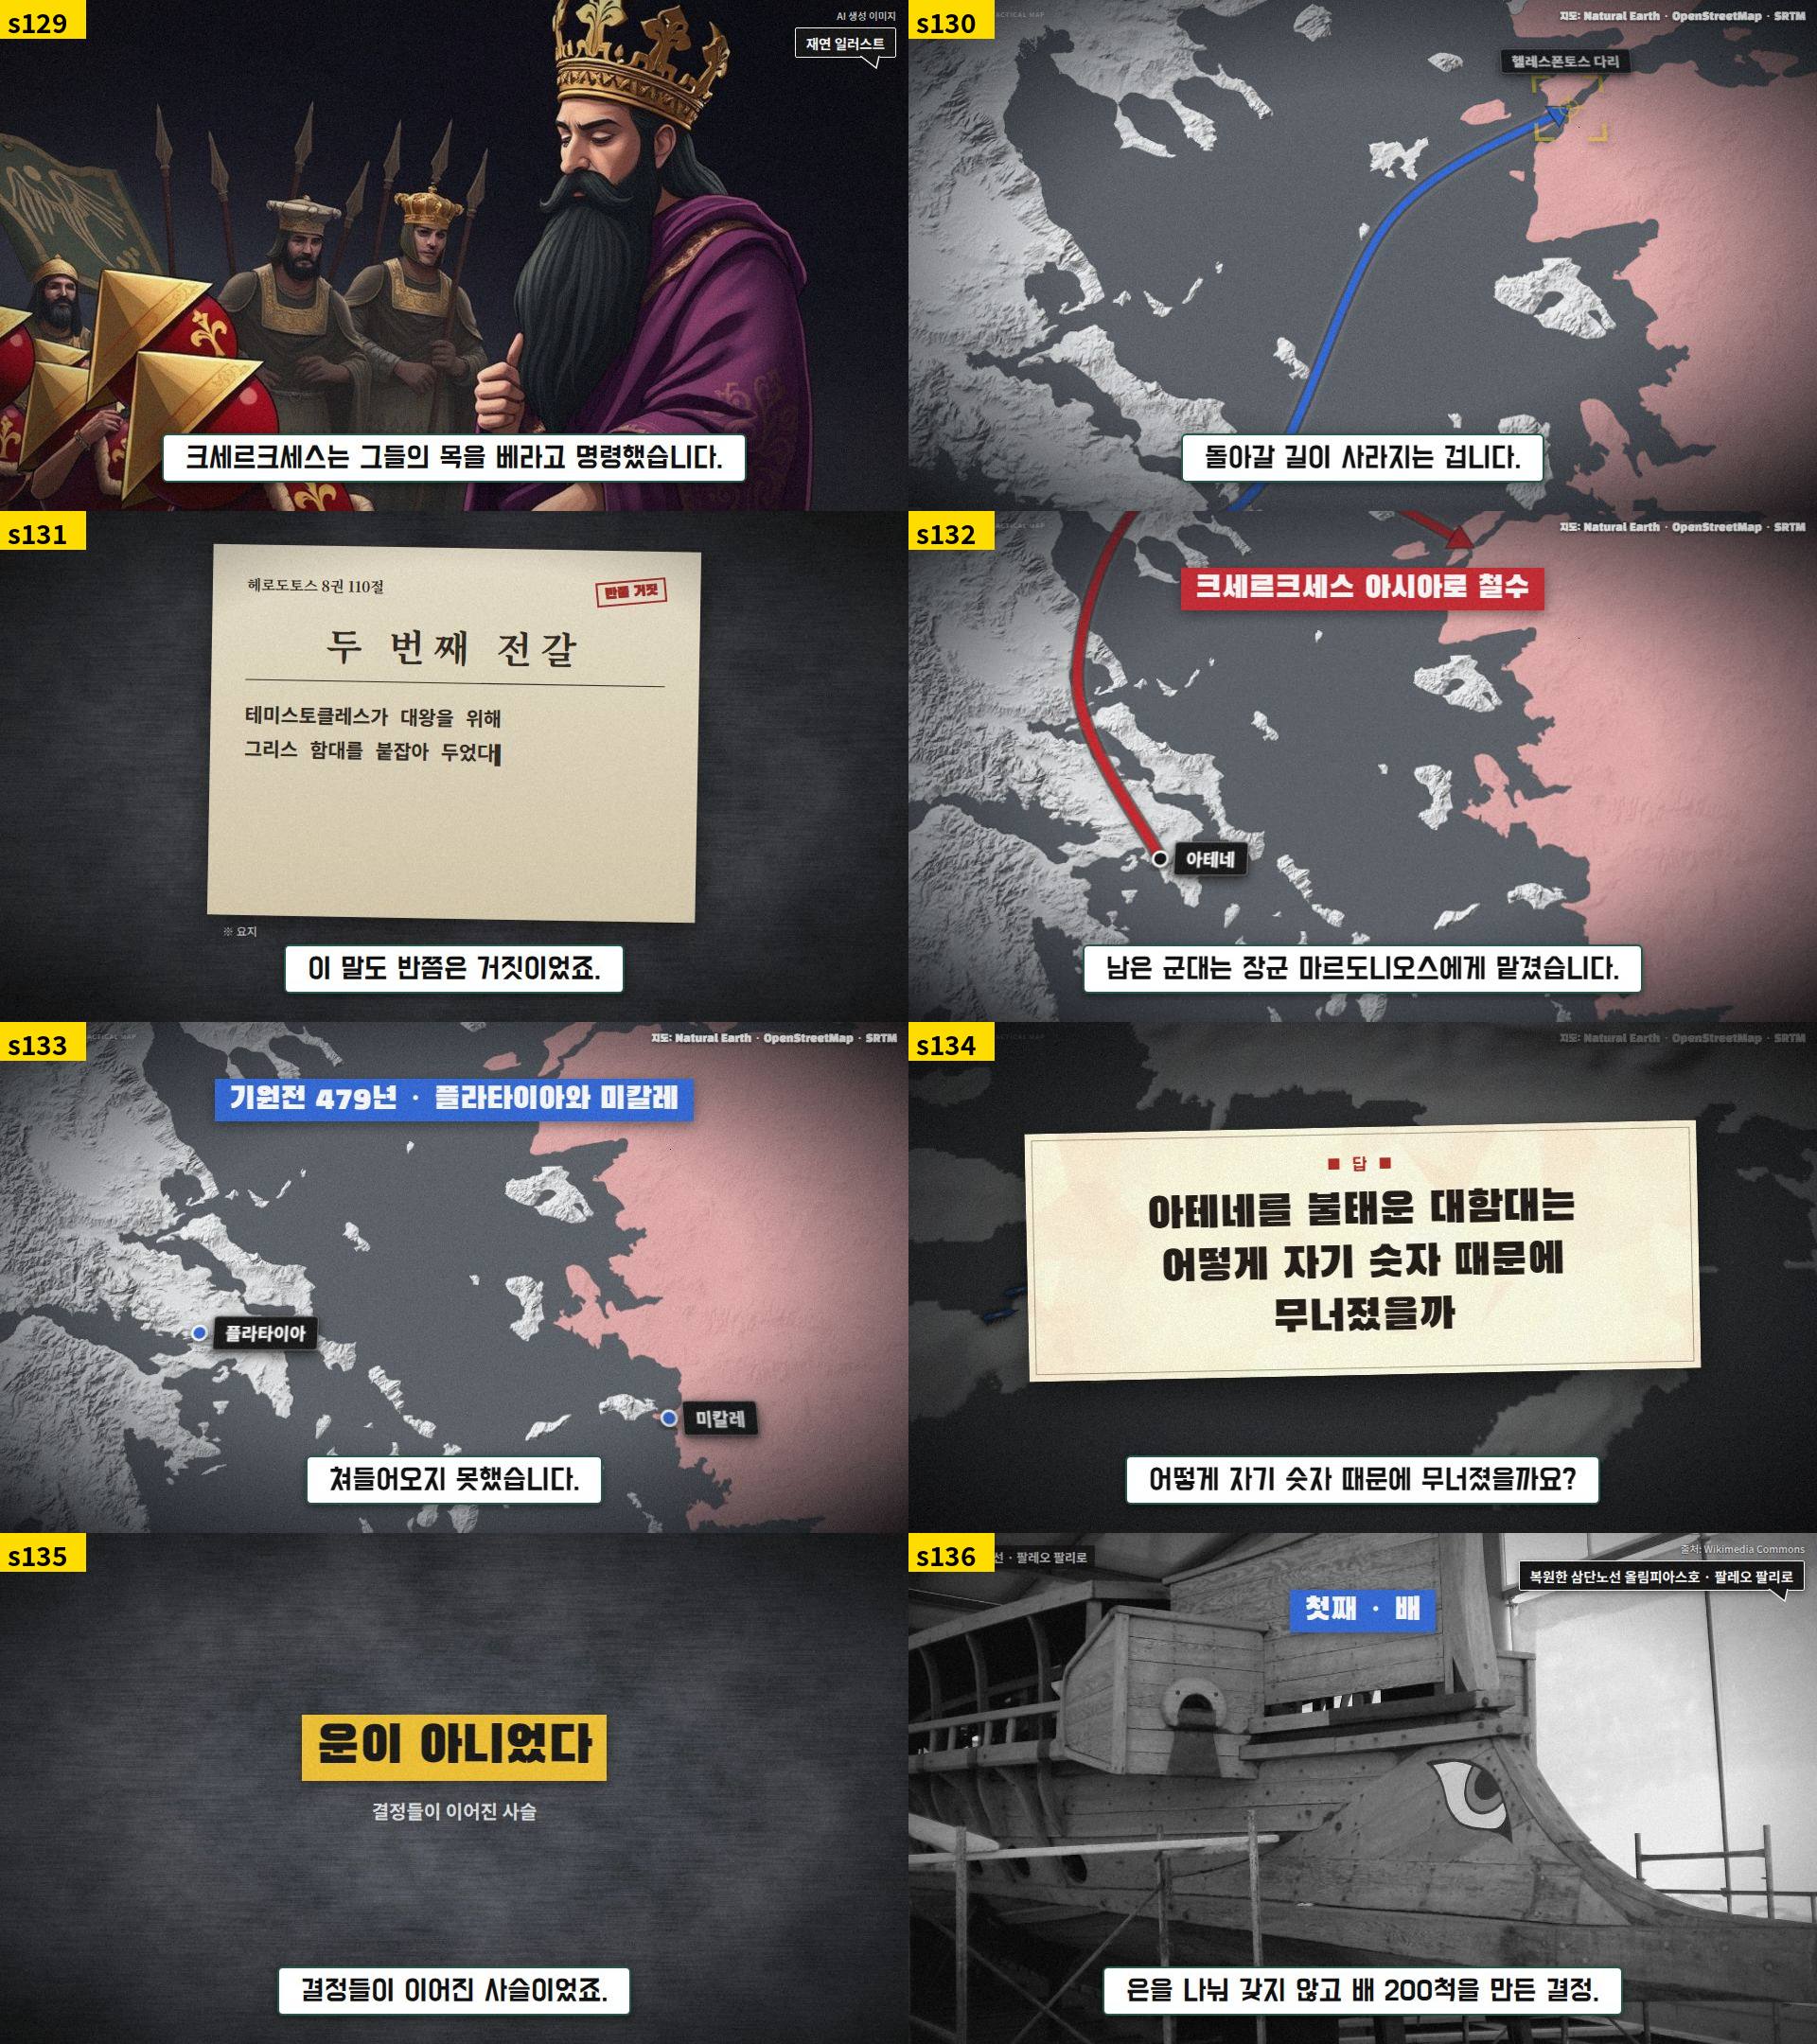 s129
AI 생성 이미지
재연 일러스트
크세르크세스는 그들의 목을 베라고 명령했습니다.
s130
TACTICAL MAP
지도: Natural Earth · OpenStreetMap · SRTM
헬레스폰토스 다리
돌아갈 길이 사라지는 겁니다.
s131
헤로도토스 8권 110절
반쯤 거짓
두 번째 전갈
테미스토클레스가 대왕을 위해
그리스 함대를 붙잡아 두었다
※ 요지
이 말도 반쯤은 거짓이었죠.
s132
TACTICAL MAP
지도: Natural Earth · OpenStreetMap · SRTM
크세르크세스 아시아로 철수
아테네
남은 군대는 장군 마르도니오스에게 맡겼습니다.
s133
TACTICAL MAP
지도: Natural Earth · OpenStreetMap · SRTM
기원전 479년 · 플라타이아와 미칼레
플라타이아
미칼레
쳐들어오지 못했습니다.
s134
TACTICAL MAP
지도: Natural Earth · OpenStreetMap · SRTM
■ 답 ■
아테네를 불태운 대함대는
어떻게 자기 숫자 때문에
무너졌을까
어떻게 자기 숫자 때문에 무너졌을까요?
s135
운이 아니었다
결정들이 이어진 사슬
결정들이 이어진 사슬이었죠.
s136
선 · 팔레오 팔리로
출처: Wikimedia Commons
복원한 삼단노선 올림피아스호 · 팔레오 팔리로
첫째 · 배
은을 나눠 갖지 않고 배 200척을 만든 결정.